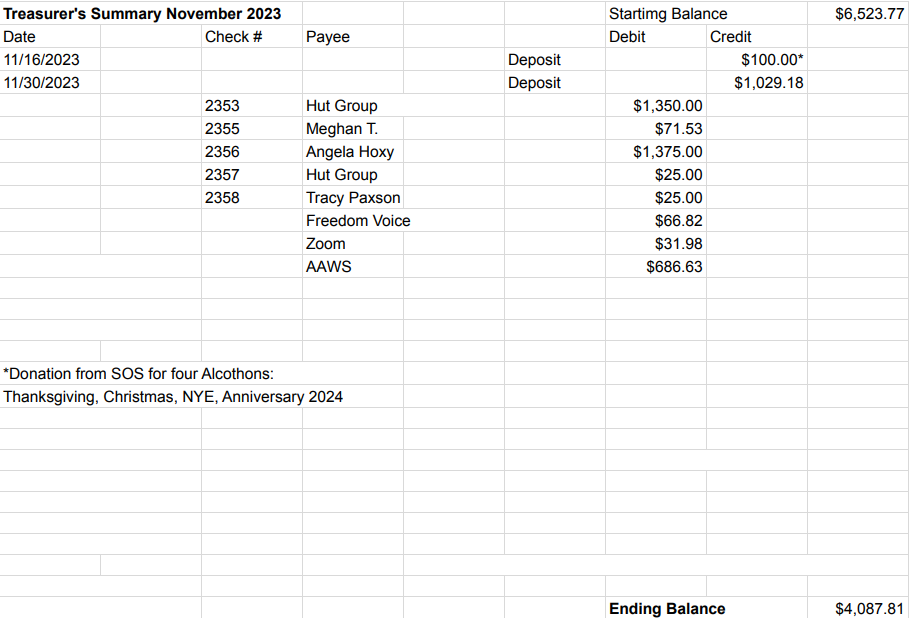 Treasurer's Summary November 2023 Startimg Balance $6,523.77
Date Check # Payee Debit Credit
11/16/2023 Deposit $100.00*
11/30/2023 Deposit $1,029.18
2353 Hut Group $1,350.00
2355 Meghan T. $71.53
2356 Angela Hoxy $1,375.00
2357 Hut Group $25.00
2358 Tracy Paxson $25.00
Freedom Voice $66.82
Zoom $31.98
AAWS $686.63
*Donation from SOS for four Alcothons:
Thanksgiving, Christmas, NYE, Anniversary 2024
Ending Balance $4,087.81